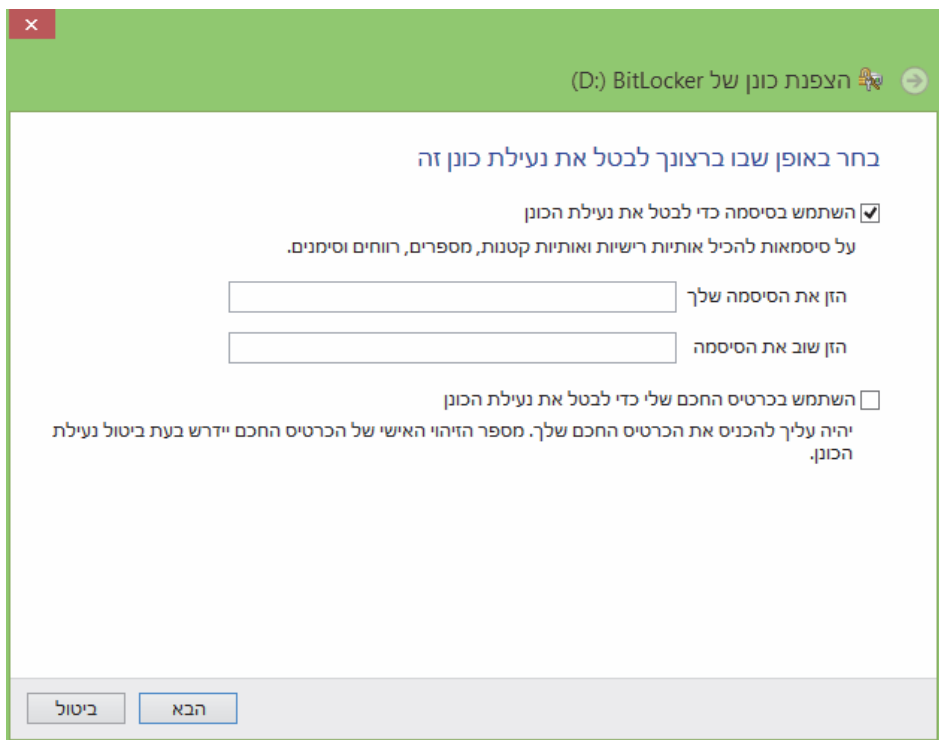 הצפנת כונן של BitLocker (D:)
בחר באופן שבו ברצונך לבטל את נעילת כונן זה
השתמש בסיסמה כדי לבטל את נעילת הכונן
על סיסמאות להכיל אותיות רישיות ואותיות קטנות, מספרים, רווחים וסימנים.
הזן את הסיסמה שלך
הזן שוב את הסיסמה
השתמש בכרטיס החכם שלי כדי לבטל את נעילת הכונן
יהיה עליך להכניס את הכרטיס החכם שלך. מספר הזיהוי האישי של הכרטיס החכם יידרש בעת ביטול נעילת
הכונן.
הבא ביטול